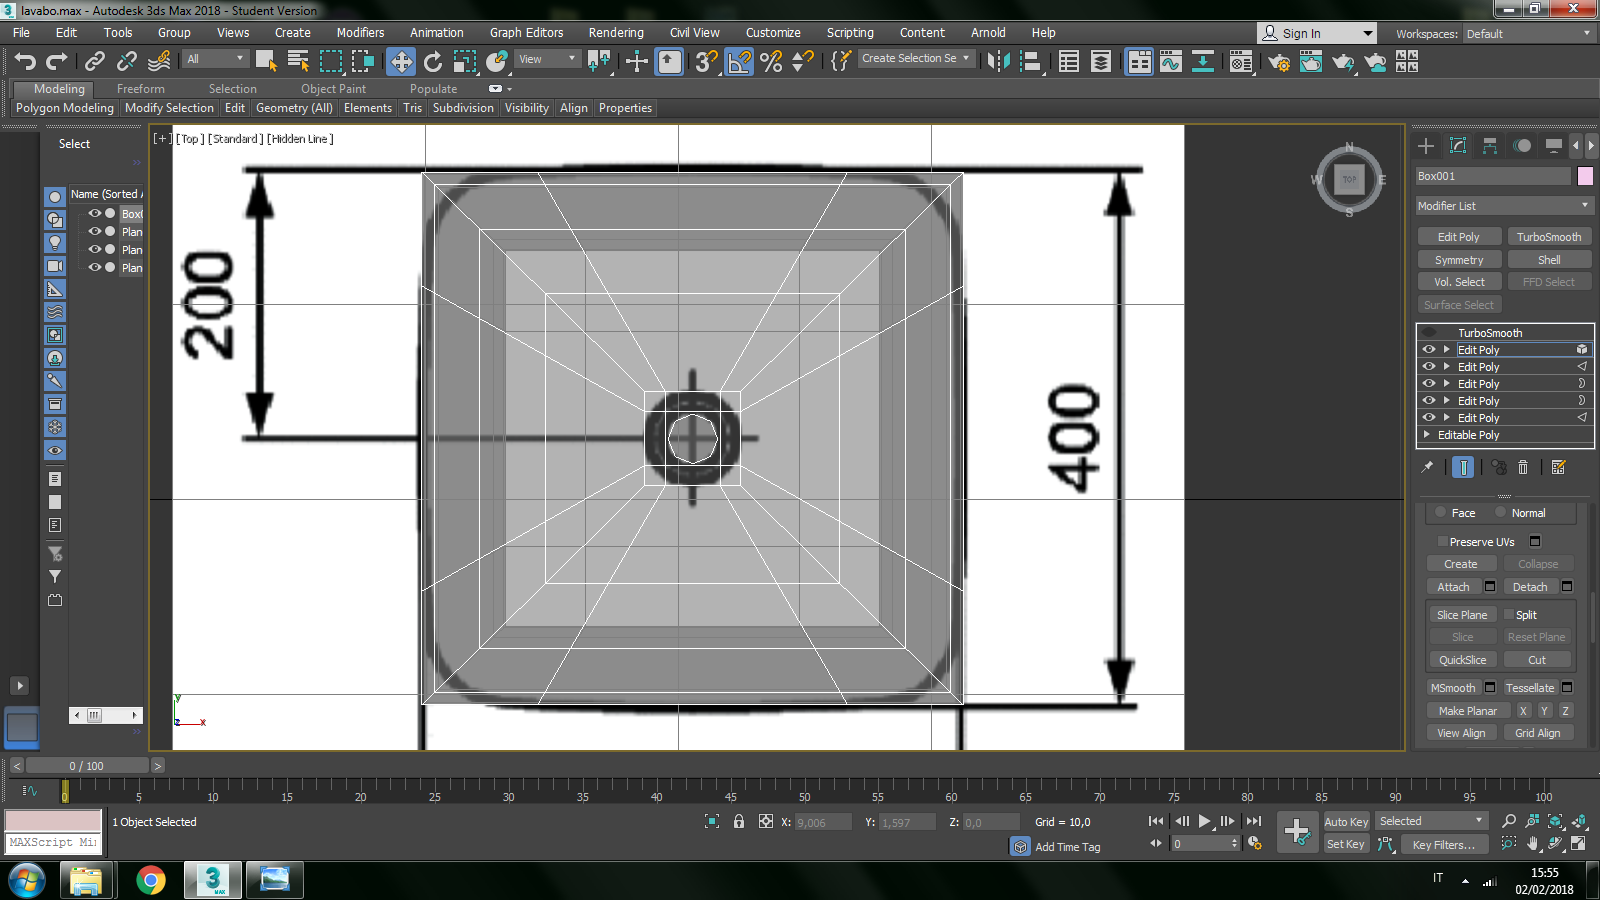 lavabo.max - Autodesk 3ds Max 2018 - Student Version
File Edit Tools Group Views Create Modifiers Animation Graph Editors Rendering Civil View Customize Scripting Content Arnold Help
Sign In
Workspaces: Default
All
View
Create Selection Se
Modeling Freeform Selection Object Paint Populate
Polygon Modeling Modify Selection Edit Geometry (All) Elements Tris Subdivision Visibility Align Properties
Select
Name (Sorted A
Box0
Plan
Plan
Plan
[+] [Top] [Standard] [Hidden Line]
200
400
N
W TOP E
S
y
z x
Box001
Modifier List
Edit Poly TurboSmooth
Symmetry Shell
Vol. Select FFD Select
Surface Select
TurboSmooth
Edit Poly
Edit Poly
Edit Poly
Edit Poly
Edit Poly
Editable Poly
Face Normal
Preserve UVs
Create Collapse
Attach Detach
Slice Plane Split
Slice Reset Plane
QuickSlice Cut
MSmooth Tessellate
Make Planar X Y Z
View Align Grid Align
< 0 / 100 >
0 5 10 15 20 25 30 35 40 45 50 55 60 65 70 75 80 85 90 95 100
1 Object Selected
X: 9,006 Y: 1,597 Z: 0,0 Grid = 10,0
Add Time Tag
0
Auto Key Selected
Set Key Key Filters...
MAXScript Mi
IT
15:55
02/02/2018
3
MAX